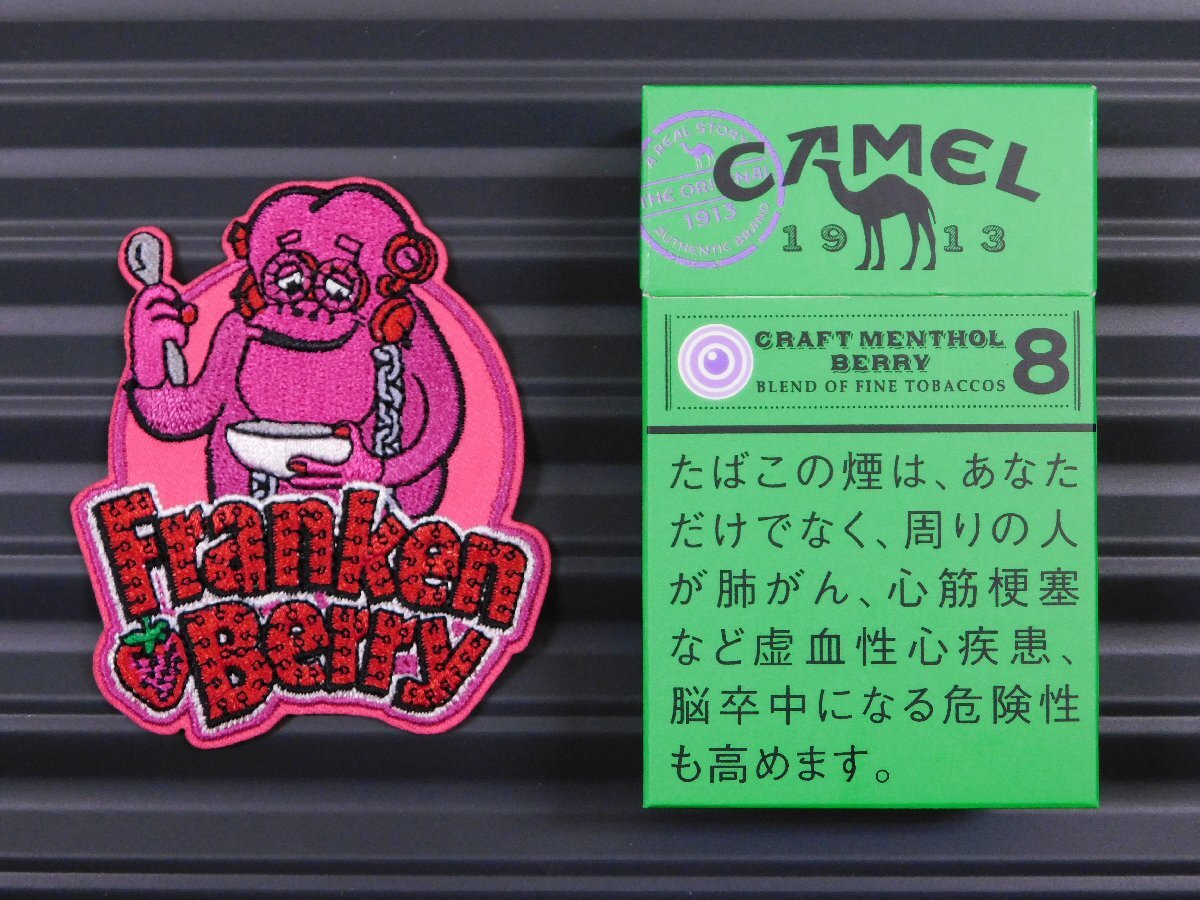 Franken
Berry
A REAL STORY
THE ORIGINAL
1913
AUTHENTIC BRAND
CAMEL
1913
CRAFT MENTHOL
BERRY
BLEND OF FINE TOBACCOS
8
たばこの煙は、あなた
だけでなく、周りの人
が肺がん、心筋梗塞
など虚血性心疾患、
脳卒中になる危険性
も高めます。